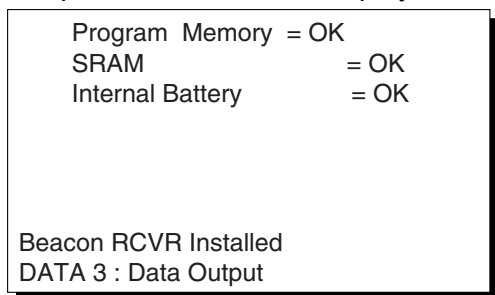 Program Memory = OK
SRAM = OK
Internal Battery = OK
Beacon RCVR Installed
DATA 3 : Data Output